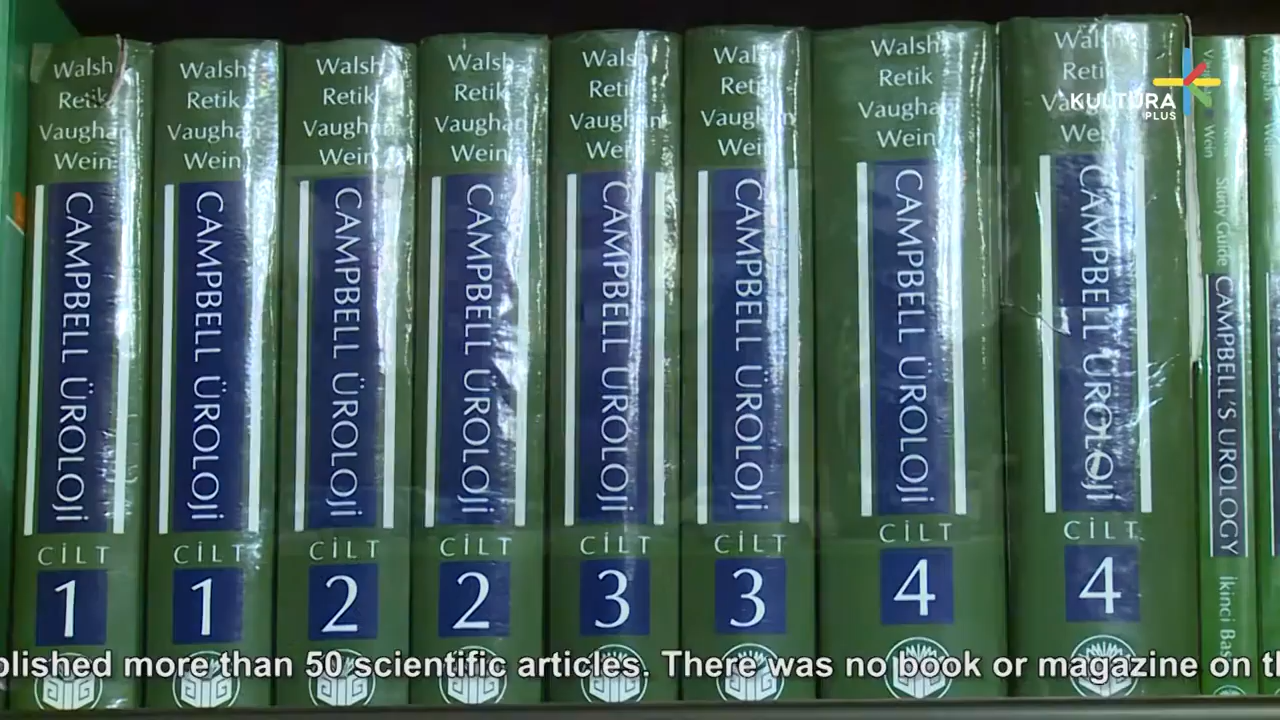 Walsh
Retik
Vaughan
Wein
CAMPBELL ÜROLOJİ
CİLT
1
Walsh
Retik
Vaughan
Wein
CAMPBELL ÜROLOJİ
CİLT
1
Walsh
Retik
Vaughan
Wein
CAMPBELL ÜROLOJİ
CİLT
2
Walsh
Retik
Vaughan
Wein
CAMPBELL ÜROLOJİ
CİLT
2
Walsh
Retik
Vaughan
Wein
CAMPBELL ÜROLOJİ
CİLT
3
Walsh
Retik
Vaughan
Wein
CAMPBELL ÜROLOJİ
CİLT
3
Walsh
Retik
Vaughan
Wein
CAMPBELL ÜROLOJİ
CİLT
4
Walsh
CAMPBELL ÜROLOJİ
CİLT
4
Wein
Study Guide
CAMPBELL'S UROLOGY
İkinci Bas
KULTURA
PLUS
blished more than 50 scientific articles. There was no book or magazine on th